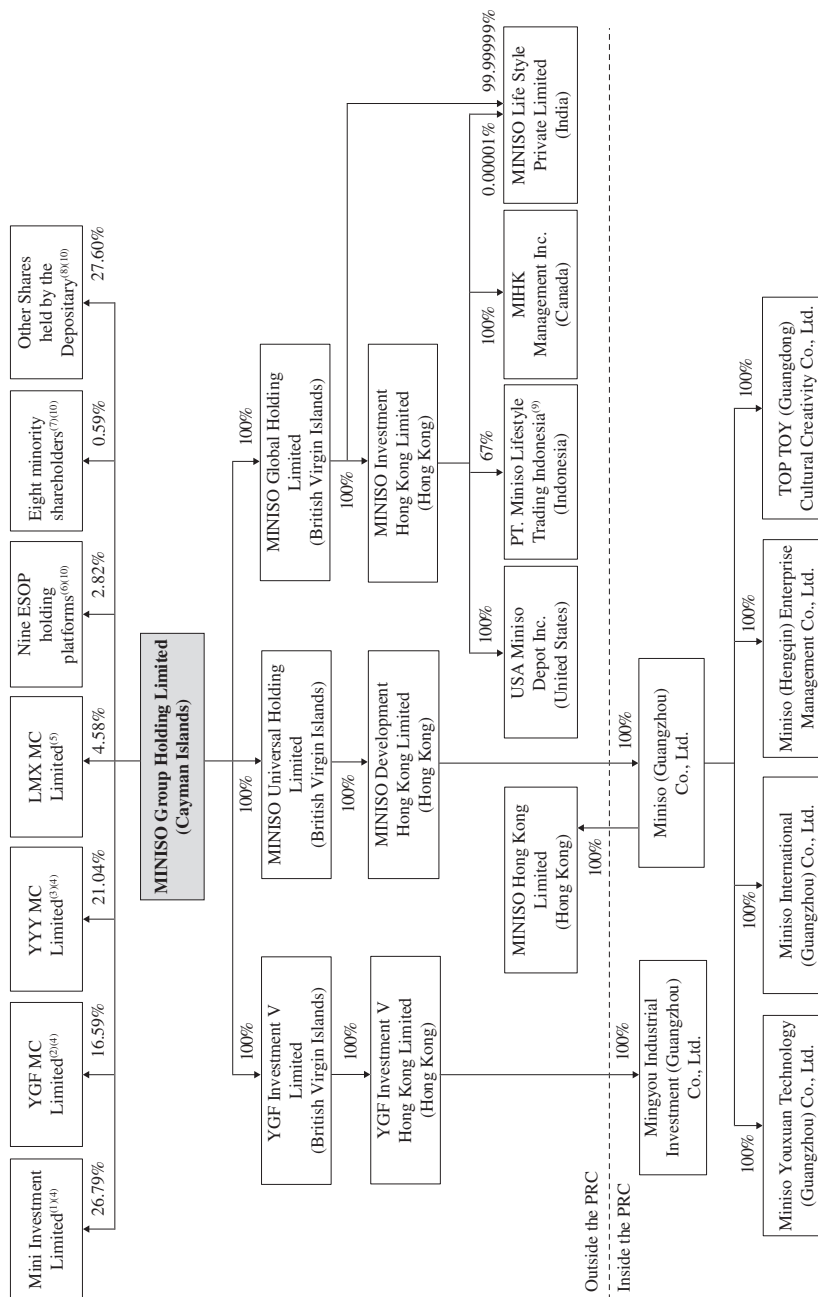 Mini Investment
Limited(1)(4)
YGF MC
Limited(2)(4)
YYY MC
Limited(3)(4)
LMX MC
Limited(5)
Nine ESOP
holding
platforms(6)(10)
Eight minority
shareholders(7)(10)
Other Shares
held by the
Depositary(8)(10)
26.79%
16.59%
21.04%
4.58%
2.82%
0.59%
27.60%
MINISO Group Holding Limited
(Cayman Islands)
100%
100%
100%
YGF Investment V
Limited
(British Virgin Islands)
MINISO Universal Holding
Limited
(British Virgin Islands)
MINISO Global Holding
Limited
(British Virgin Islands)
100%
100%
100%
YGF Investment V
Hong Kong Limited
(Hong Kong)
MINISO Development
Hong Kong Limited
(Hong Kong)
MINISO Investment
Hong Kong Limited
(Hong Kong)
100%
67%
100%
0.00001%
99.99999%
MINISO Hong Kong
Limited
(Hong Kong)
USA Miniso
Depot Inc.
(United States)
PT. Miniso Lifestyle
Trading Indonesia(9)
(Indonesia)
MIHK
Management Inc.
(Canada)
MINISO Life Style
Private Limited
(India)
100%
Outside the PRC
Inside the PRC
100%
100%
Mingyou Industrial
Investment (Guangzhou)
Co., Ltd.
Miniso (Guangzhou)
Co., Ltd.
100%
100%
100%
100%
Miniso Youxuan Technology
(Guangzhou) Co., Ltd.
Miniso International
(Guangzhou) Co., Ltd.
Miniso (Hengqin) Enterprise
Management Co., Ltd.
TOP TOY (Guangdong)
Cultural Creativity Co., Ltd.